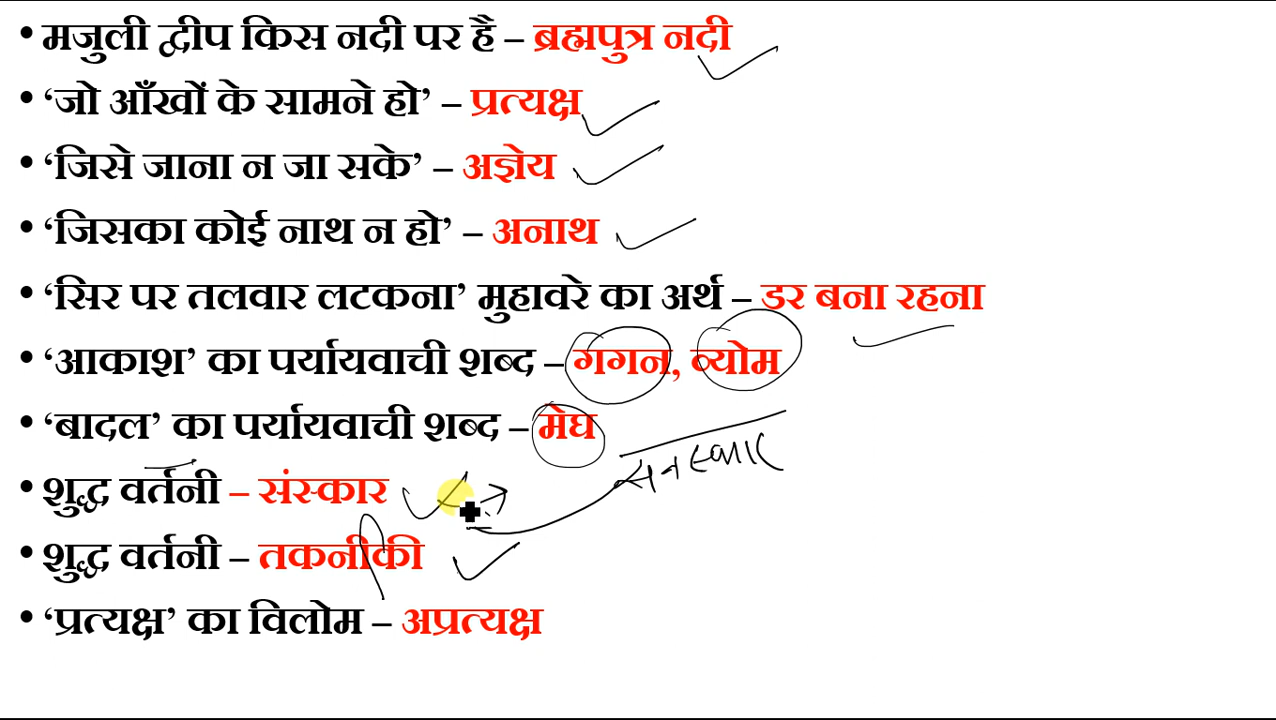 • मजुली द्वीप किस नदी पर है – ब्रह्मपुत्र नदी
• ‘जो आँखों के सामने हो’ – प्रत्यक्ष
• ‘जिसे जाना न जा सके’ – अज्ञेय
• ‘जिसका कोई नाथ न हो’ – अनाथ
• ‘सिर पर तलवार लटकना’ मुहावरे का अर्थ – डर बना रहना
• ‘आकाश’ का पर्यायवाची शब्द – गगन, व्योम
• ‘बादल’ का पर्यायवाची शब्द – मेघ
सनस्कार
• शुद्ध वर्तनी – संस्कार
• शुद्ध वर्तनी – तकनीकी
• ‘प्रत्यक्ष’ का विलोम – अप्रत्यक्ष